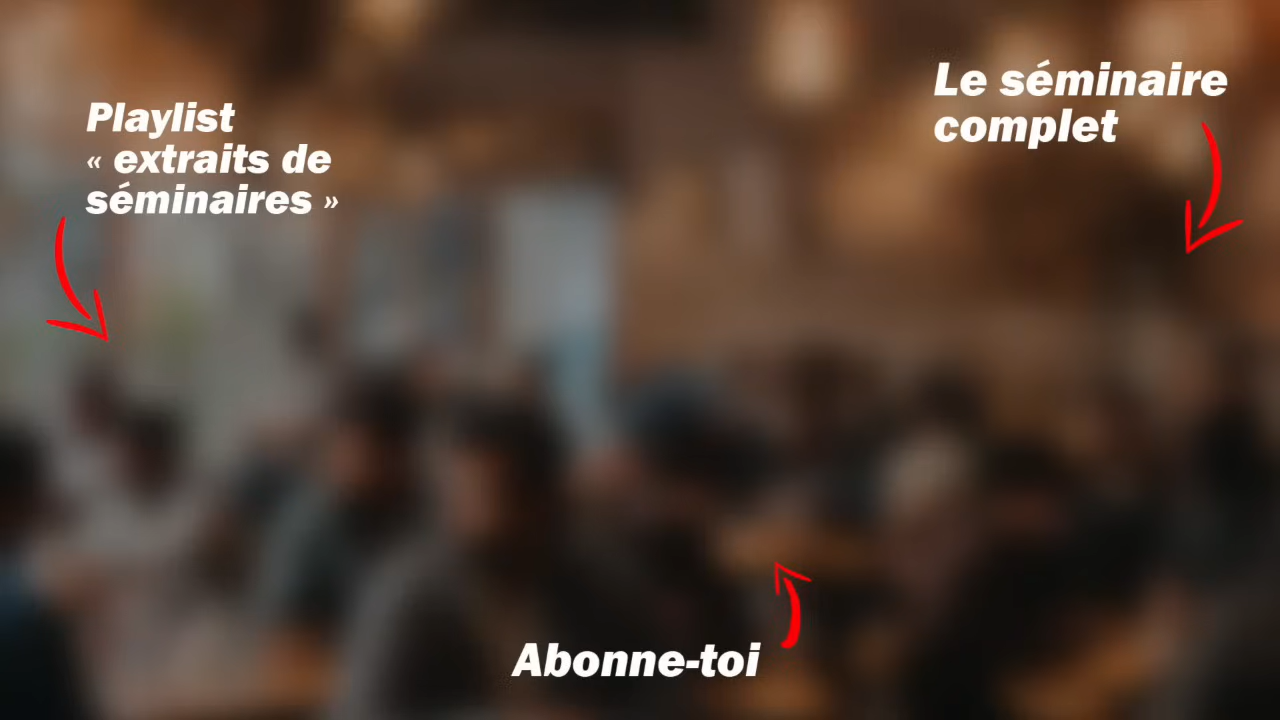 Playlist
« extraits de
séminaires »
Le séminaire
complet
Abonne-toi